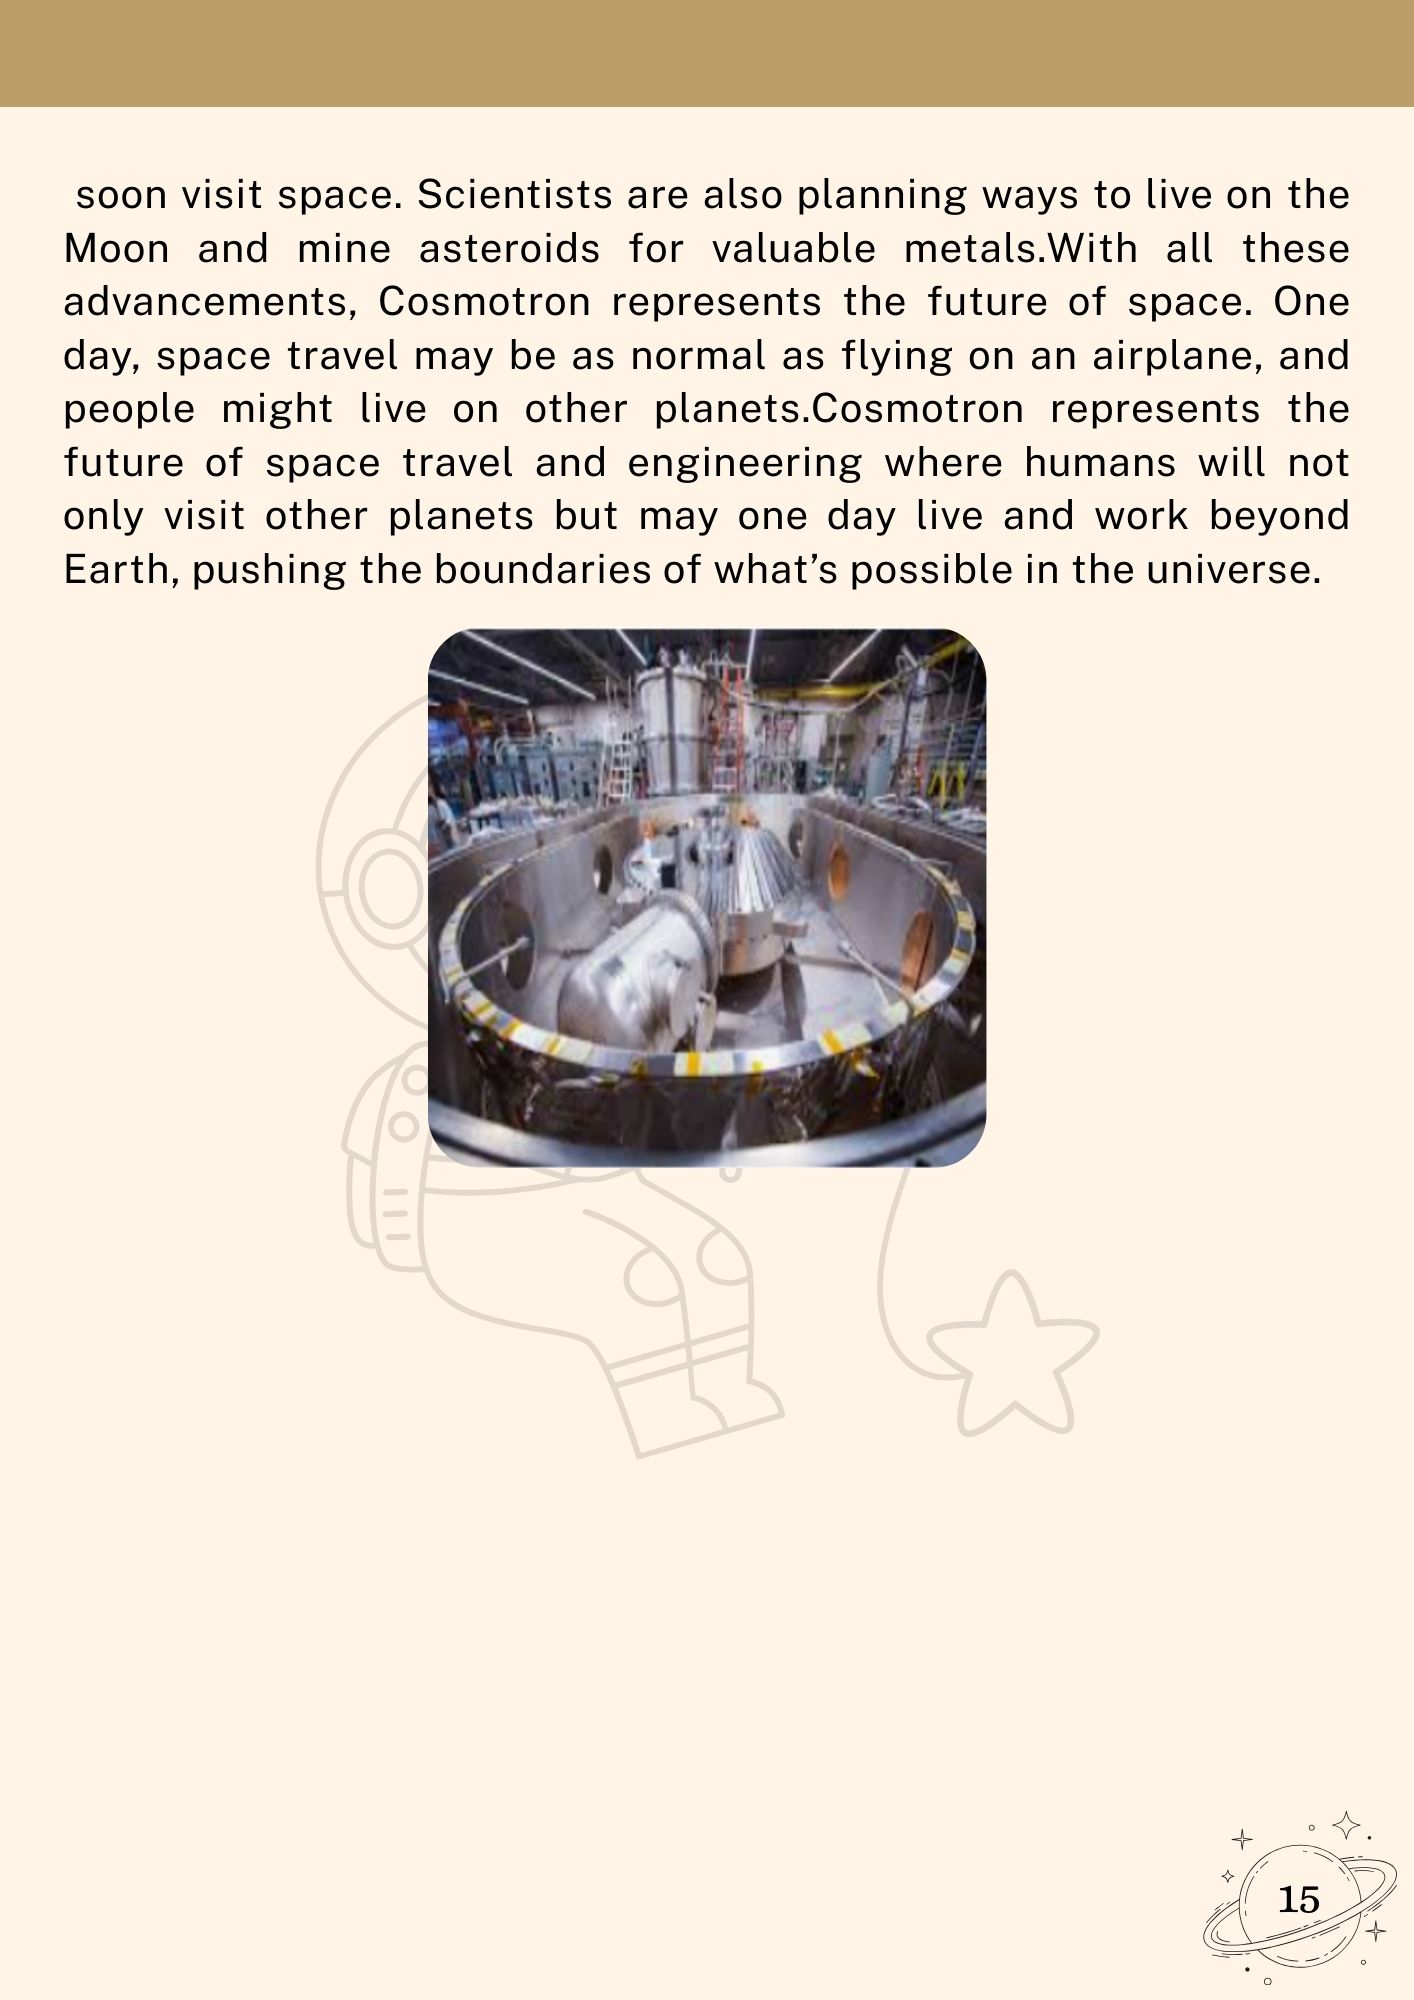 soon visit space. Scientists are also planning ways to live on the
Moon and mine asteroids for valuable metals.With all these
advancements, Cosmotron represents the future of space. One
day, space travel may be as normal as flying on an airplane, and
people might live on other planets.Cosmotron represents the
future of space travel and engineering where humans will not
only visit other planets but may one day live and work beyond
Earth, pushing the boundaries of what’s possible in the universe.
15